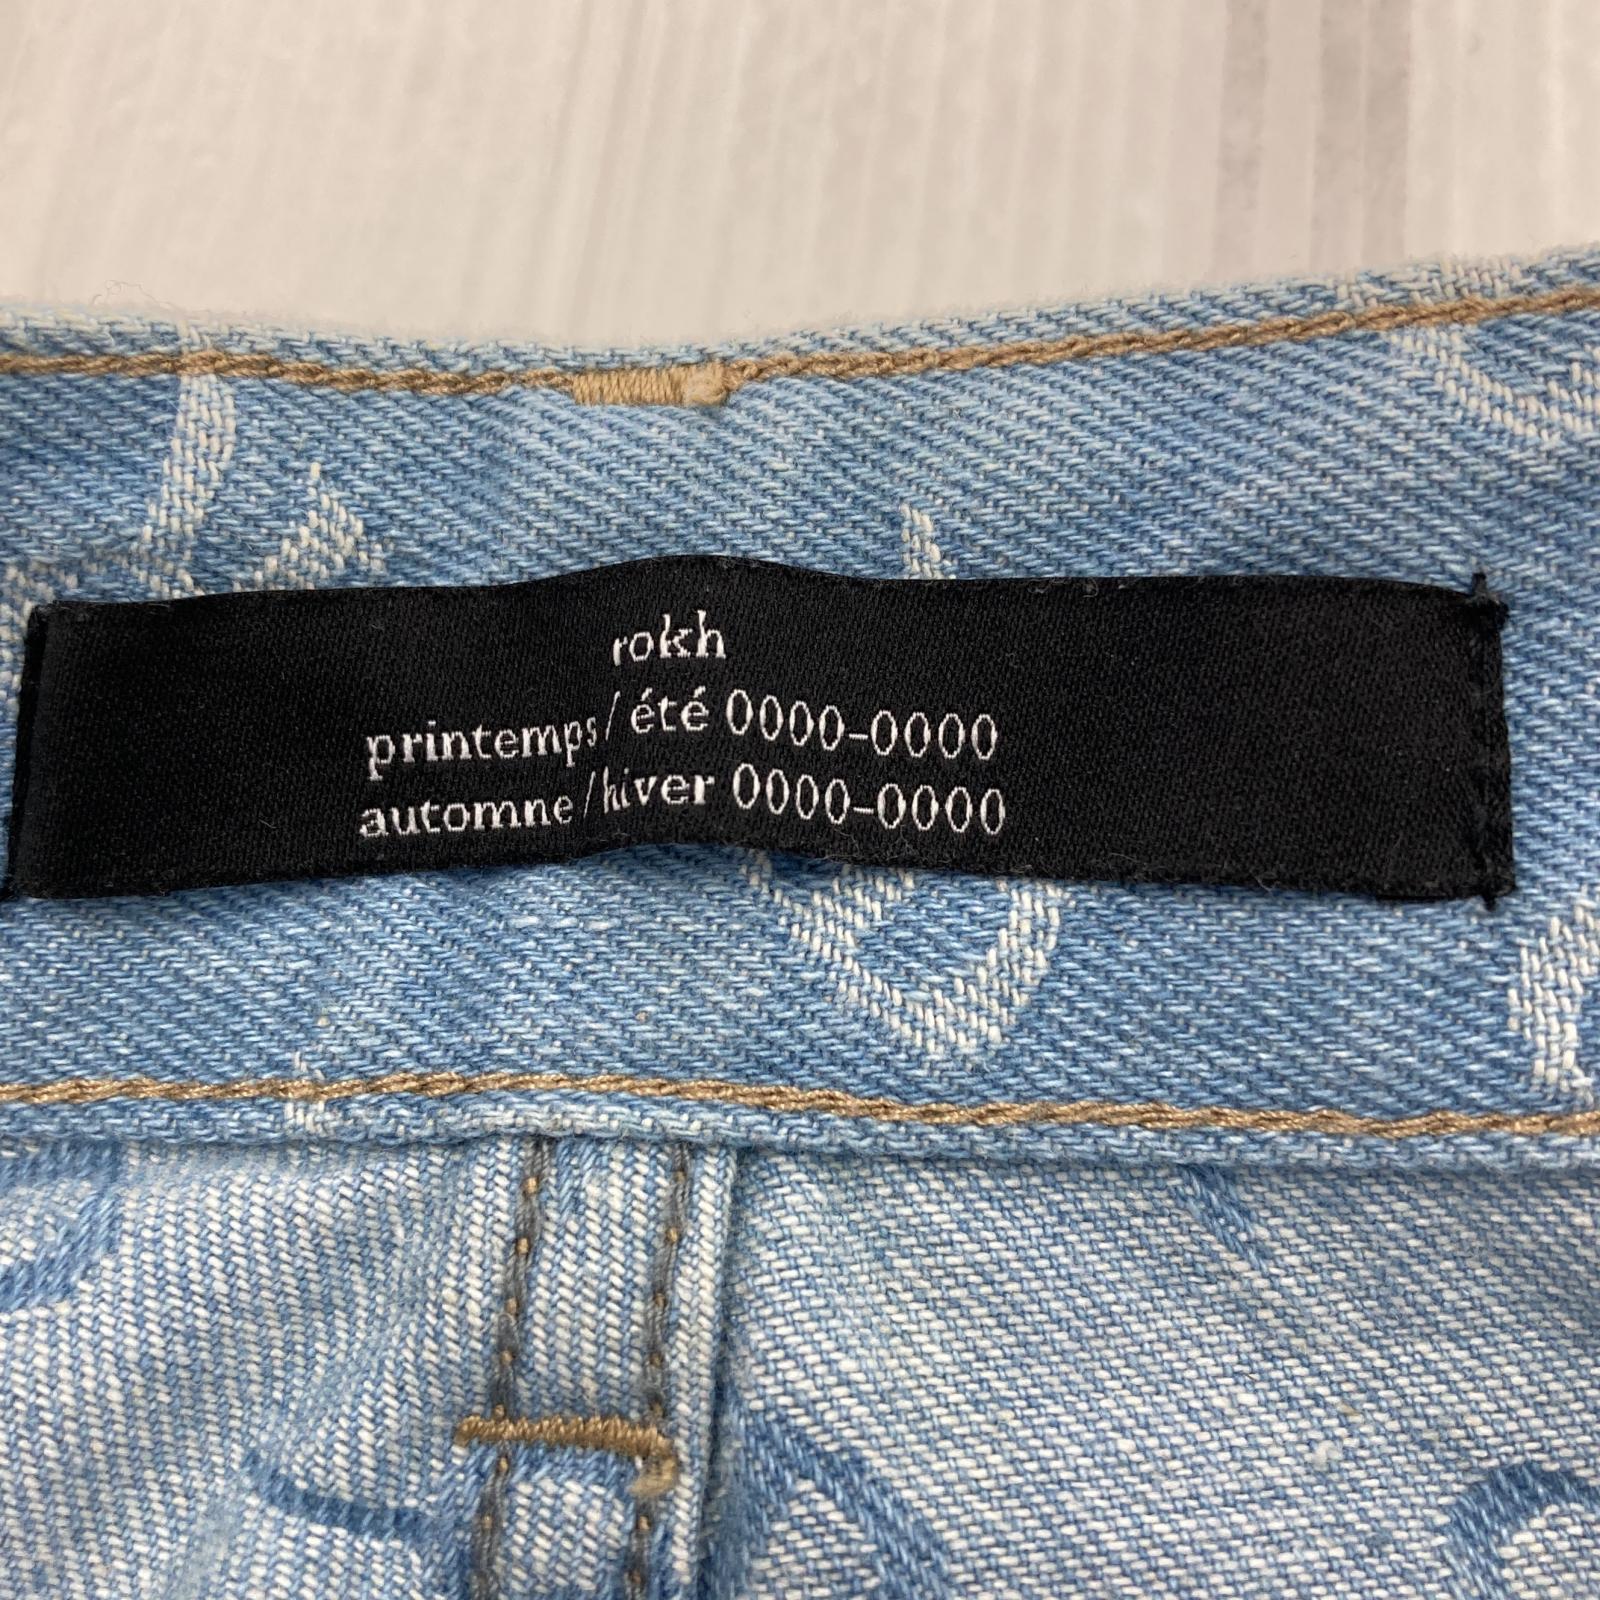 rokh
printemps/été 0000-0000
automne/hiver 0000-0000